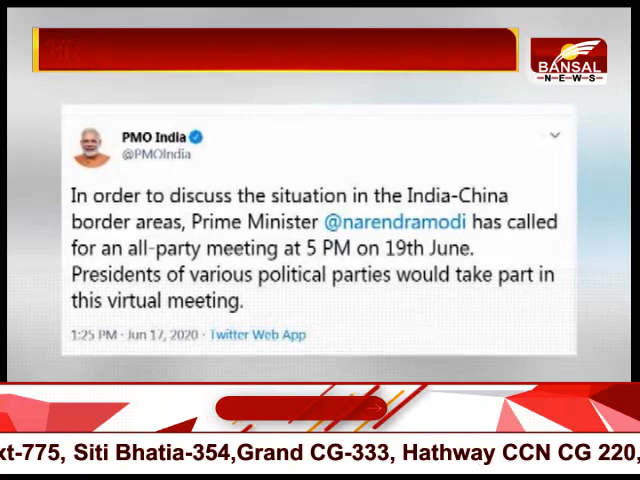 BANSAL
NEWS
PMO India
@PMOIndia
In order to discuss the situation in the India-China
border areas, Prime Minister @narendramodi has called
for an all-party meeting at 5 PM on 19th June.
Presidents of various political parties would take part in
this virtual meeting.
1:25 PM · Jun 17, 2020 · Twitter Web App
xt-775, Siti Bhatia-354,Grand CG-333, Hathway CCN CG 220,